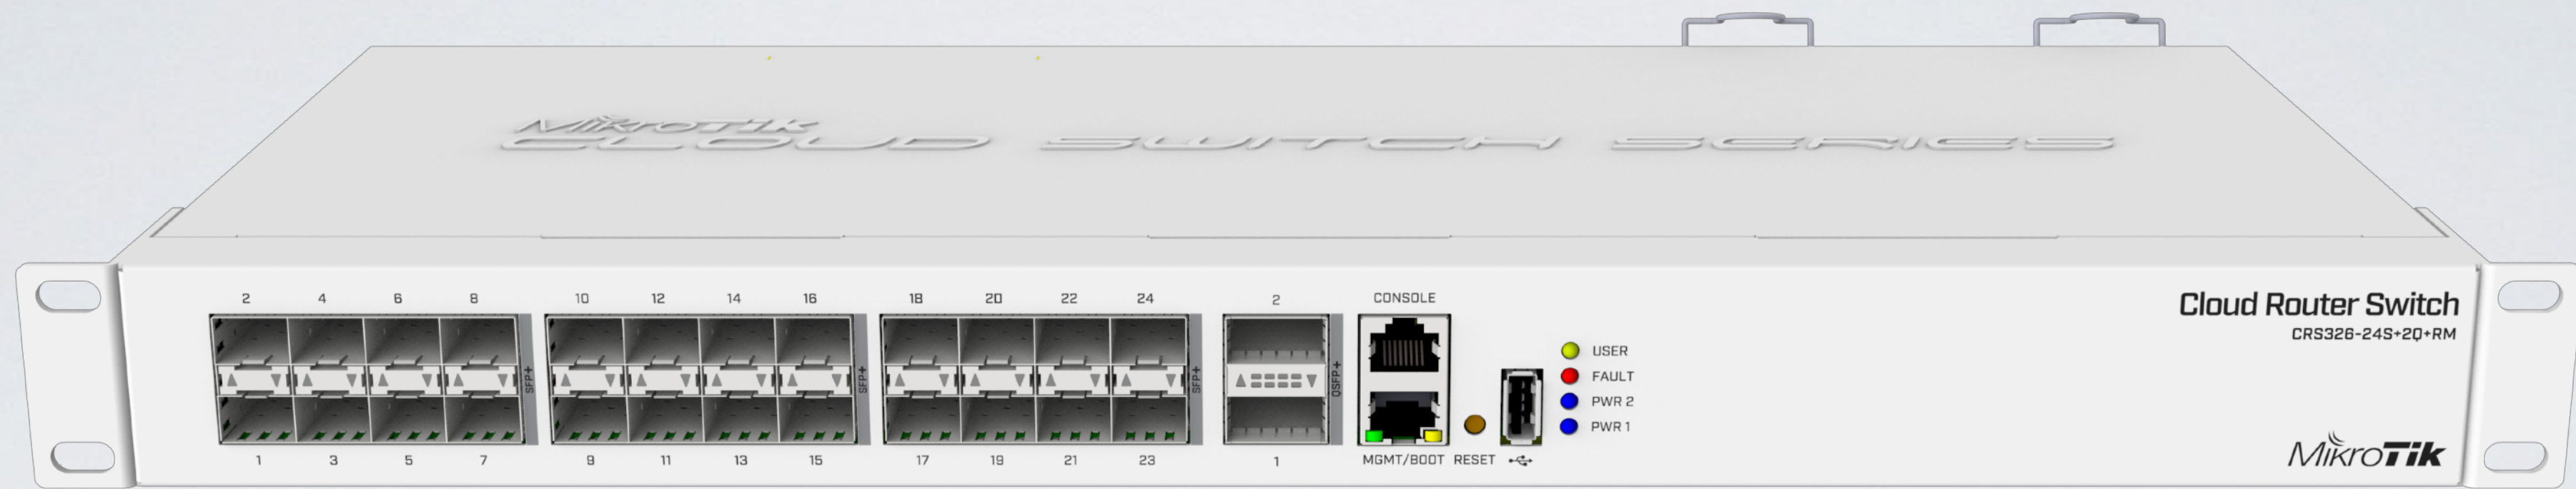 MikroTik
CLOUD SWITCH SERIES
2 4 6 8 10 12 14 16 18 20 22 24 2 CONSOLE
Cloud Router Switch
CRS326-24S+2Q+RM
SFP+ SFP+ SFP+ QSFP+
USER
FAULT
PWR 2
PWR 1
1 3 5 7 9 11 13 15 17 19 21 23 1 MGMT/BOOT RESET
MikroTik